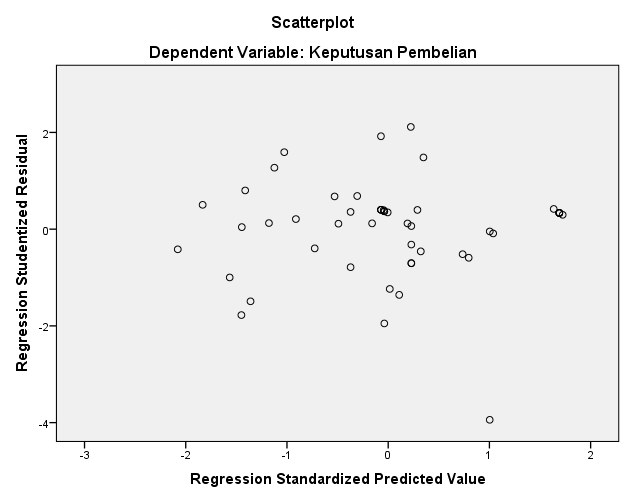 Scatterplot
Dependent Variable: Keputusan Pembelian
Regression Studentized Residual
2
0
-2
-4
-3
-2
-1
0
1
2
Regression Standardized Predicted Value